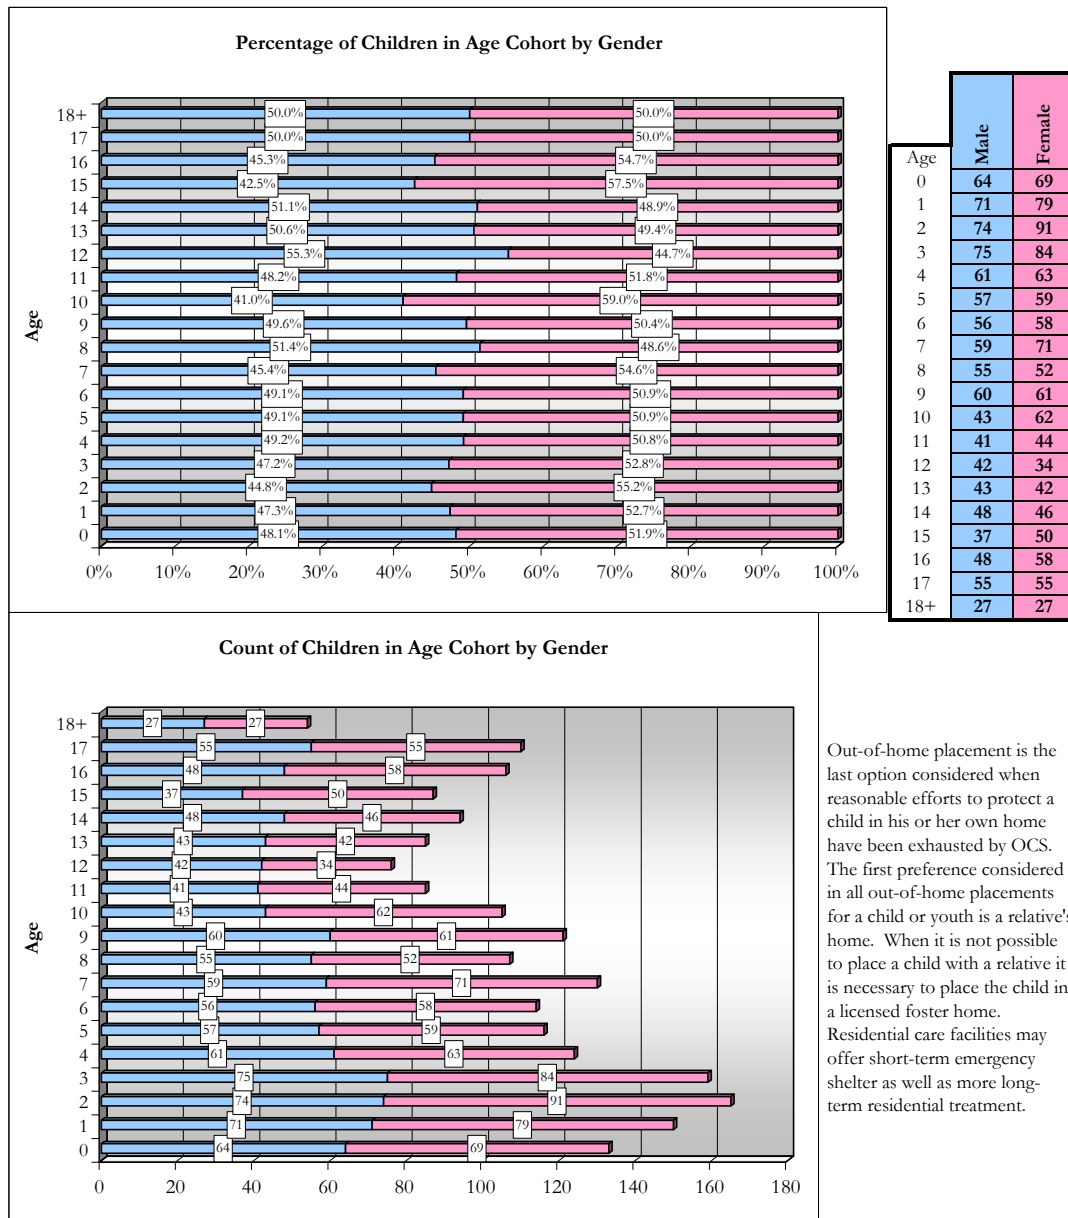 Percentage of Children in Age Cohort by Gender
Age
18+ 50.0% 50.0%
17 50.0% 50.0%
16 45.3% 54.7%
15 42.5% 57.5%
14 51.1% 48.9%
13 50.6% 49.4%
12 55.3% 44.7%
11 48.2% 51.8%
10 41.0% 59.0%
9 49.6% 50.4%
8 51.4% 48.6%
7 45.4% 54.6%
6 49.1% 50.9%
5 49.1% 50.9%
4 49.2% 50.8%
3 47.2% 52.8%
2 44.8% 55.2%
1 47.3% 52.7%
0 48.1% 51.9%
0% 10% 20% 30% 40% 50% 60% 70% 80% 90% 100%
Age Male Female
0 64 69
1 71 79
2 74 91
3 75 84
4 61 63
5 57 59
6 56 58
7 59 71
8 55 52
9 60 61
10 43 62
11 41 44
12 42 34
13 43 42
14 48 46
15 37 50
16 48 58
17 55 55
18+ 27 27
Count of Children in Age Cohort by Gender
Age
18+ 27 27
17 55 55
16 48 58
15 37 50
14 48 46
13 43 42
12 42 34
11 41 44
10 43 62
9 60 61
8 55 52
7 59 71
6 56 58
5 57 59
4 61 63
3 75 84
2 74 91
1 71 79
0 64 69
0 20 40 60 80 100 120 140 160 180
Out-of-home placement is the
last option considered when
reasonable efforts to protect a
child in his or her own home
have been exhausted by OCS.
The first preference considered
in all out-of-home placements
for a child or youth is a relative's
home. When it is not possible
to place a child with a relative it
is necessary to place the child in
a licensed foster home.
Residential care facilities may
offer short-term emergency
shelter as well as more long-
term residential treatment.